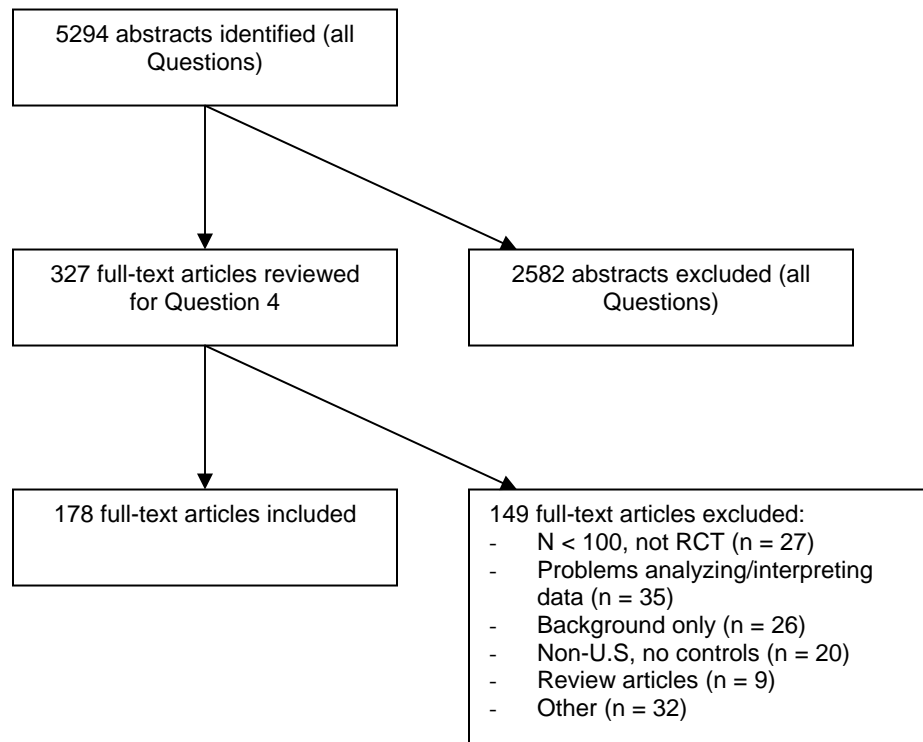 5294 abstracts identified (all
Questions)
327 full-text articles reviewed
for Question 4
2582 abstracts excluded (all
Questions)
178 full-text articles included
149 full-text articles excluded:
- N < 100, not RCT (n = 27)
- Problems analyzing/interpreting
data (n = 35)
- Background only (n = 26)
- Non-U.S, no controls (n = 20)
- Review articles (n = 9)
- Other (n = 32)